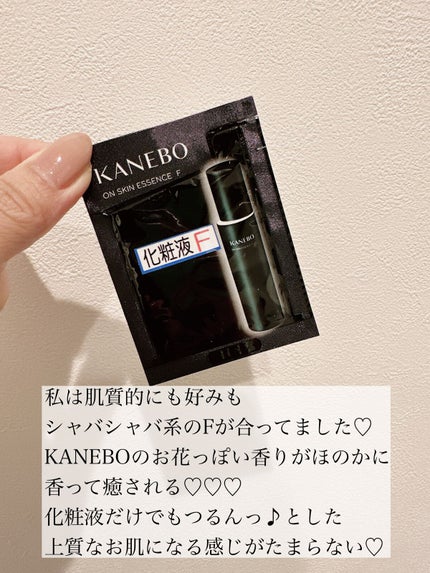 KANEBO
ON SKIN ESSENCE F
KANEBO
化粧液F
私は肌質的にも好みも
シャバシャバ系のFが合ってました♡
KANEBOのお花っぽい香りがほのかに
香って癒される♡♡♡
化粧液だけでもつるんっ♪とした
上質なお肌になる感じがたまらない♡